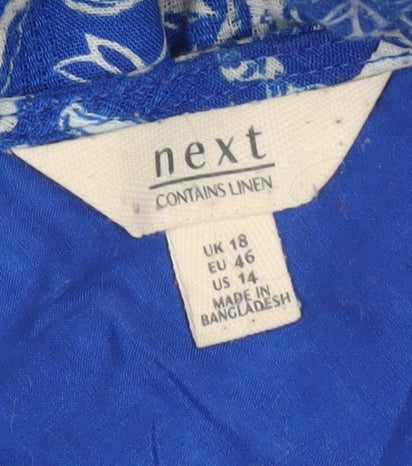 next
CONTAINS LINEN
UK 18
EU 46
US 14
MADE IN
BANGLADESH